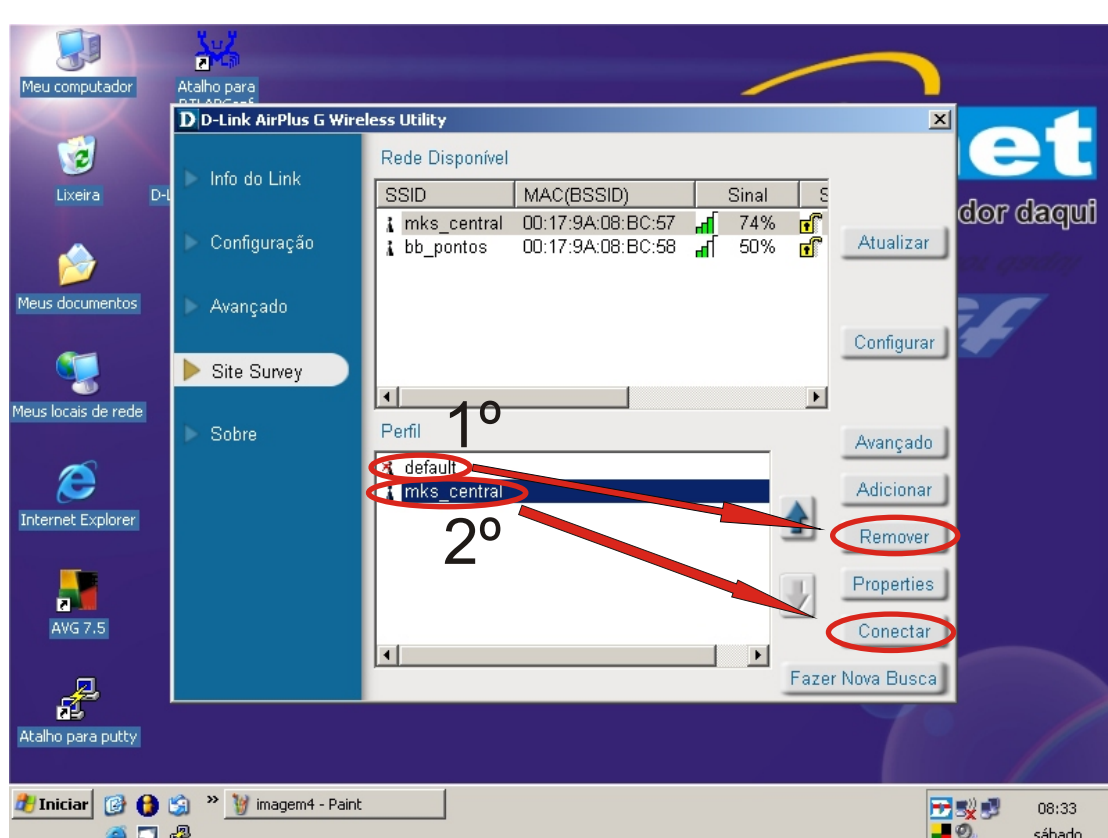 Meu computador
Atalho para
D-Link AirPlus G Wireless Utility
et
dor daqui
Lixeira
Meus documentos
Meus locais de rede
Internet Explorer
AVG 7.5
Atalho para putty
Info do Link
Configuração
Avançado
Site Survey
Sobre
Rede Disponível
SSID MAC(BSSID) Sinal S
mks_central 00:17:9A:08:BC:57 74%
bb_pontos 00:17:9A:08:BC:58 50%
Atualizar
Configurar
1º
Perfil
default
mks_central
2º
Avançado
Adicionar
Remover
Properties
Conectar
Fazer Nova Busca
Iniciar
imagem4 - Paint
08:33
sábado